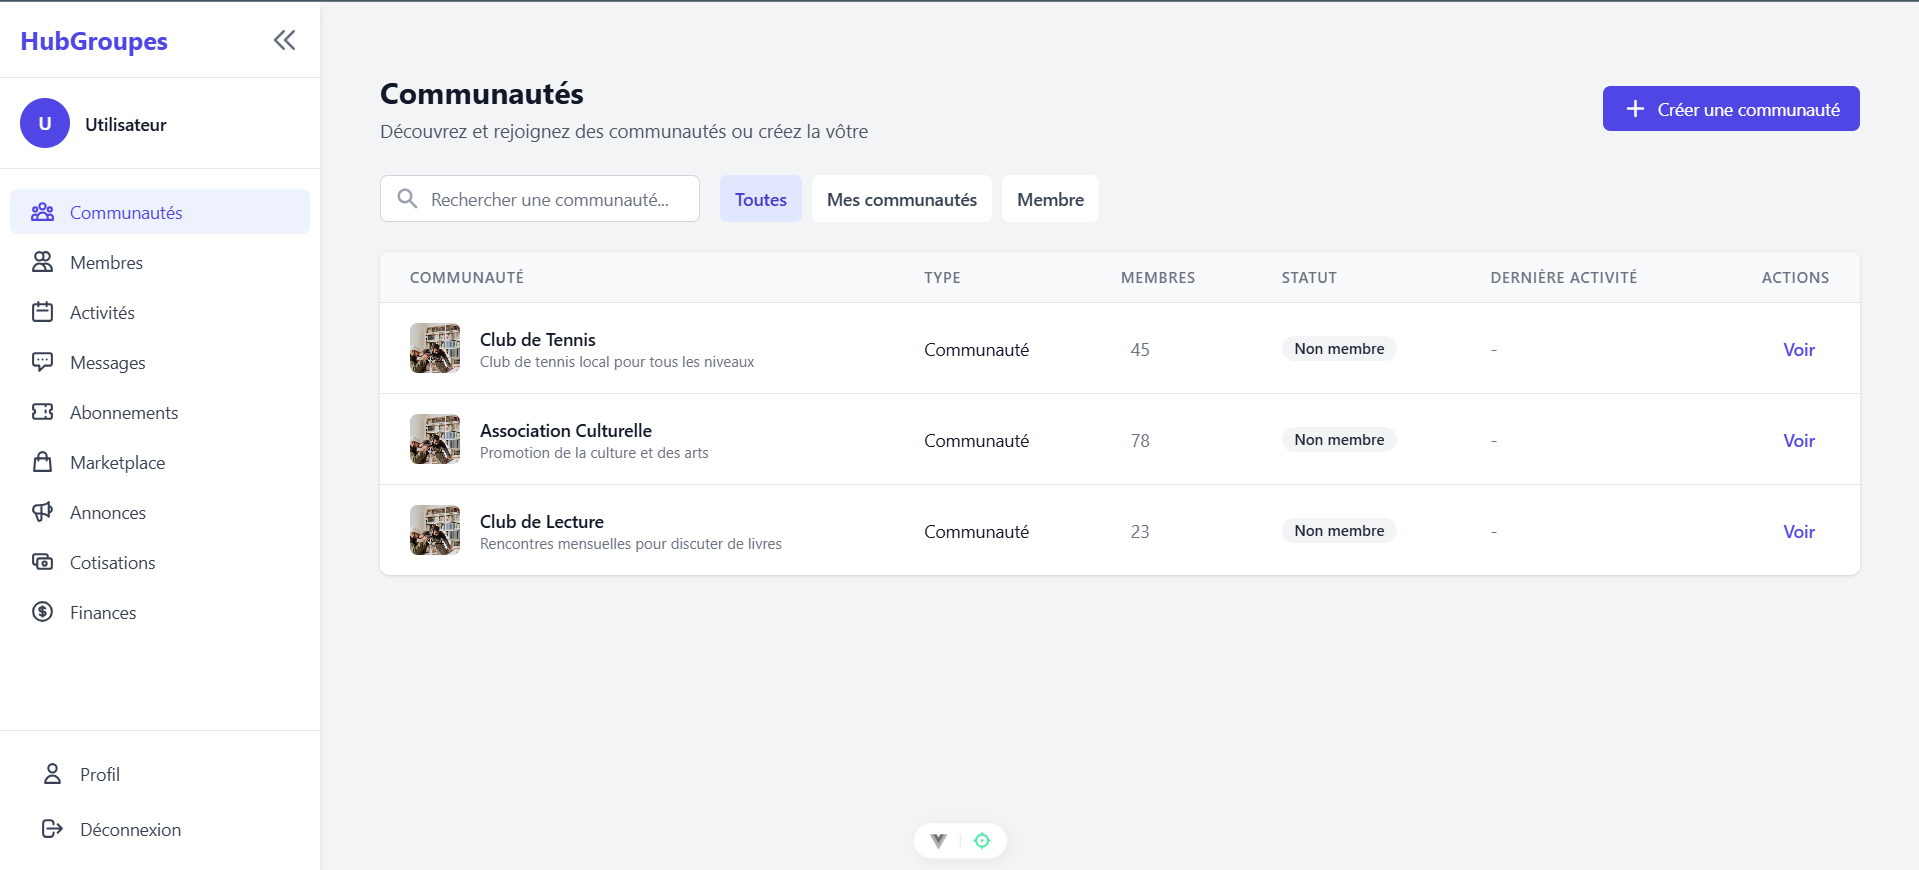 HubGroupes
U
Utilisateur
Communautés
Membres
Activités
Messages
Abonnements
Marketplace
Annonces
Cotisations
Finances
Profil
Déconnexion
Communautés
Découvrez et rejoignez des communautés ou créez la vôtre
Créer une communauté
Rechercher une communauté...
Toutes
Mes communautés
Membre
COMMUNAUTÉ TYPE MEMBRES STATUT DERNIÈRE ACTIVITÉ ACTIONS
Club de Tennis
Club de tennis local pour tous les niveaux
Communauté 45 Non membre - Voir
Association Culturelle
Promotion de la culture et des arts
Communauté 78 Non membre - Voir
Club de Lecture
Rencontres mensuelles pour discuter de livres
Communauté 23 Non membre - Voir